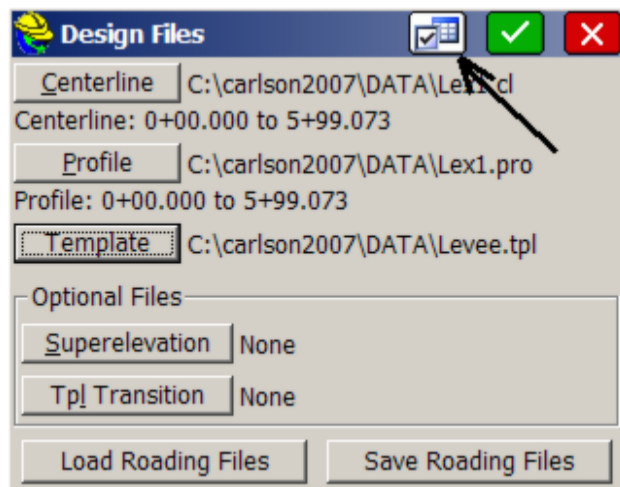 Design Files
Centerline C:\carlson2007\DATA\Lex1.cl
Centerline: 0+00.000 to 5+99.073
Profile C:\carlson2007\DATA\Lex1.pro
Profile: 0+00.000 to 5+99.073
Template C:\carlson2007\DATA\Levee.tpl
Optional Files
Superelevation None
Tpl Transition None
Load Roading Files Save Roading Files